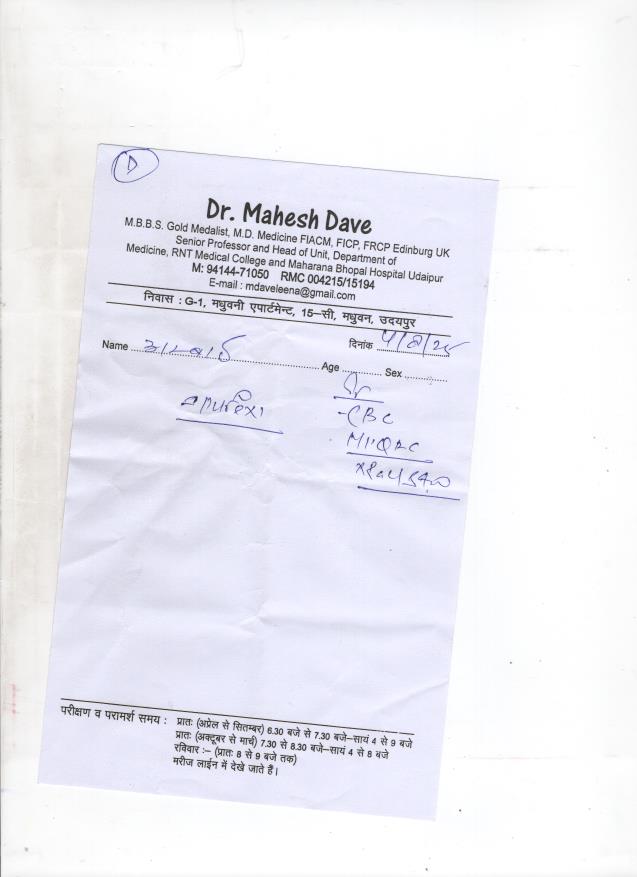 D
Dr. Mahesh Dave
M.B.B.S. Gold Medalist, M.D. Medicine FIACM, FICP, FRCP Edinburg UK
Senior Professor and Head of Unit, Department of
Medicine, RNT Medical College and Maharana Bhopal Hospital Udaipur
M: 94144-71050 RMC 004215/15194
E-mail : mdaveleena@gmail.com
निवास : G-1, मधुवनी एपार्टमेन्ट, 15–सी, मधुवन, उदयपुर
दिनांक
Name Age Sex
CBC
परीक्षण व परामर्श समय : प्रातः (अप्रेल से सितम्बर) 6.30 बजे से 7.30 बजे–सायं 4 से 9 बजे
प्रातः (अक्टूबर से मार्च) 7.30 से 8.30 बजे–सायं 4 से 8 बजे
रविवार :– (प्रातः 8 से 9 बजे तक)
मरीज लाईन में देखे जाते हैं।